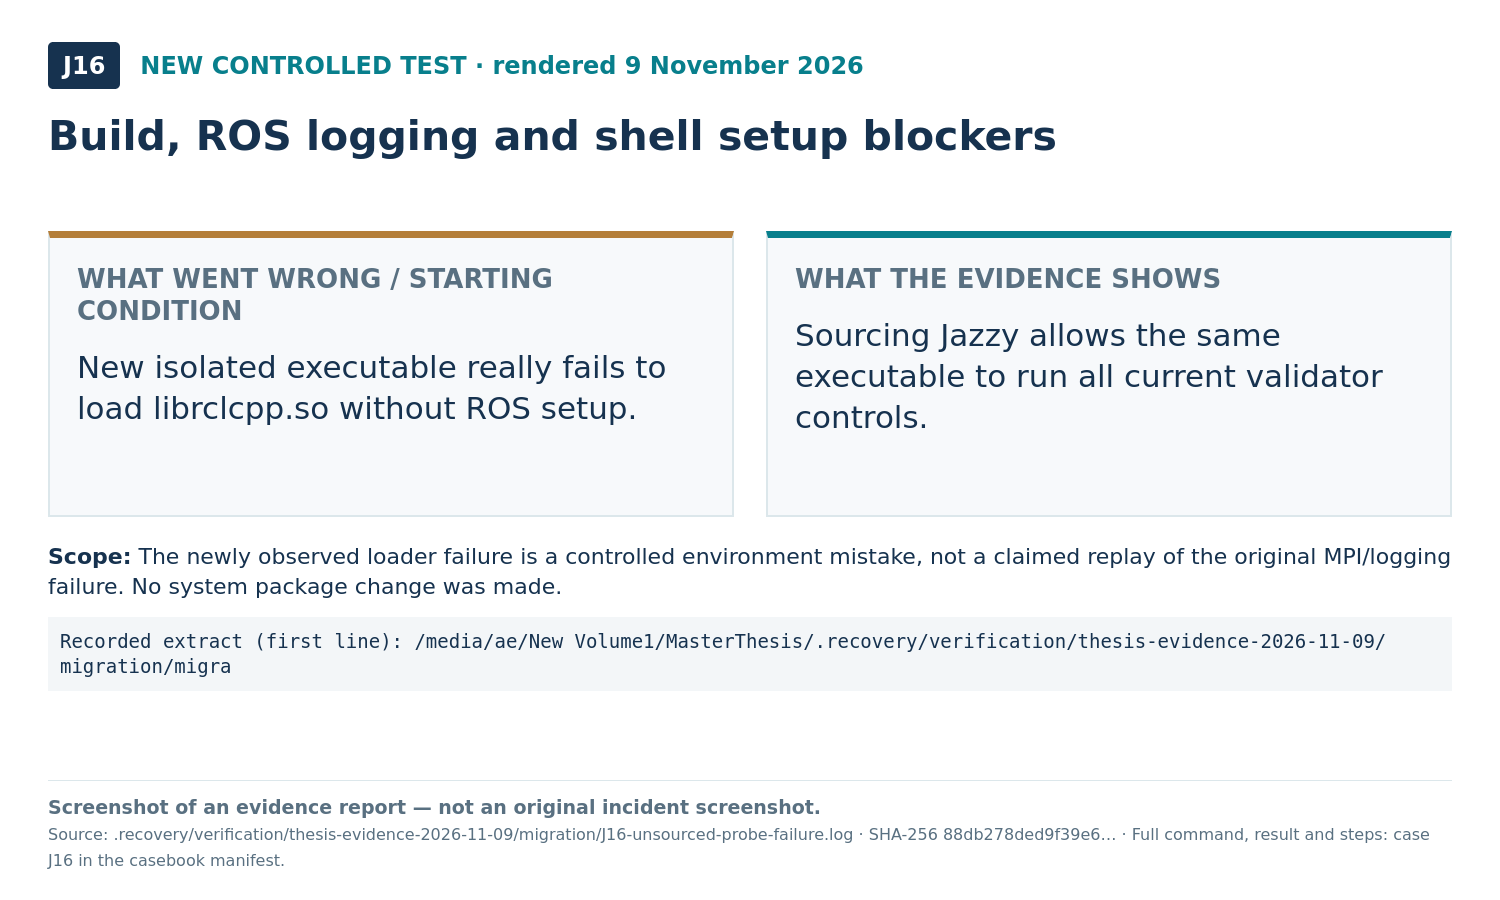 J16 NEW CONTROLLED TEST · rendered 9 November 2026
Build, ROS logging and shell setup blockers
WHAT WENT WRONG / STARTING
CONDITION
New isolated executable really fails to
load librclcpp.so without ROS setup.
WHAT THE EVIDENCE SHOWS
Sourcing Jazzy allows the same
executable to run all current validator
controls.
Scope: The newly observed loader failure is a controlled environment mistake, not a claimed replay of the original MPI/logging
failure. No system package change was made.
Recorded extract (first line): /media/ae/New Volume1/MasterThesis/.recovery/verification/thesis-evidence-2026-11-09/
migration/migra
Screenshot of an evidence report — not an original incident screenshot.
Source: .recovery/verification/thesis-evidence-2026-11-09/migration/J16-unsourced-probe-failure.log · SHA-256 88db278ded9f39e6… · Full command, result and steps: case
J16 in the casebook manifest.